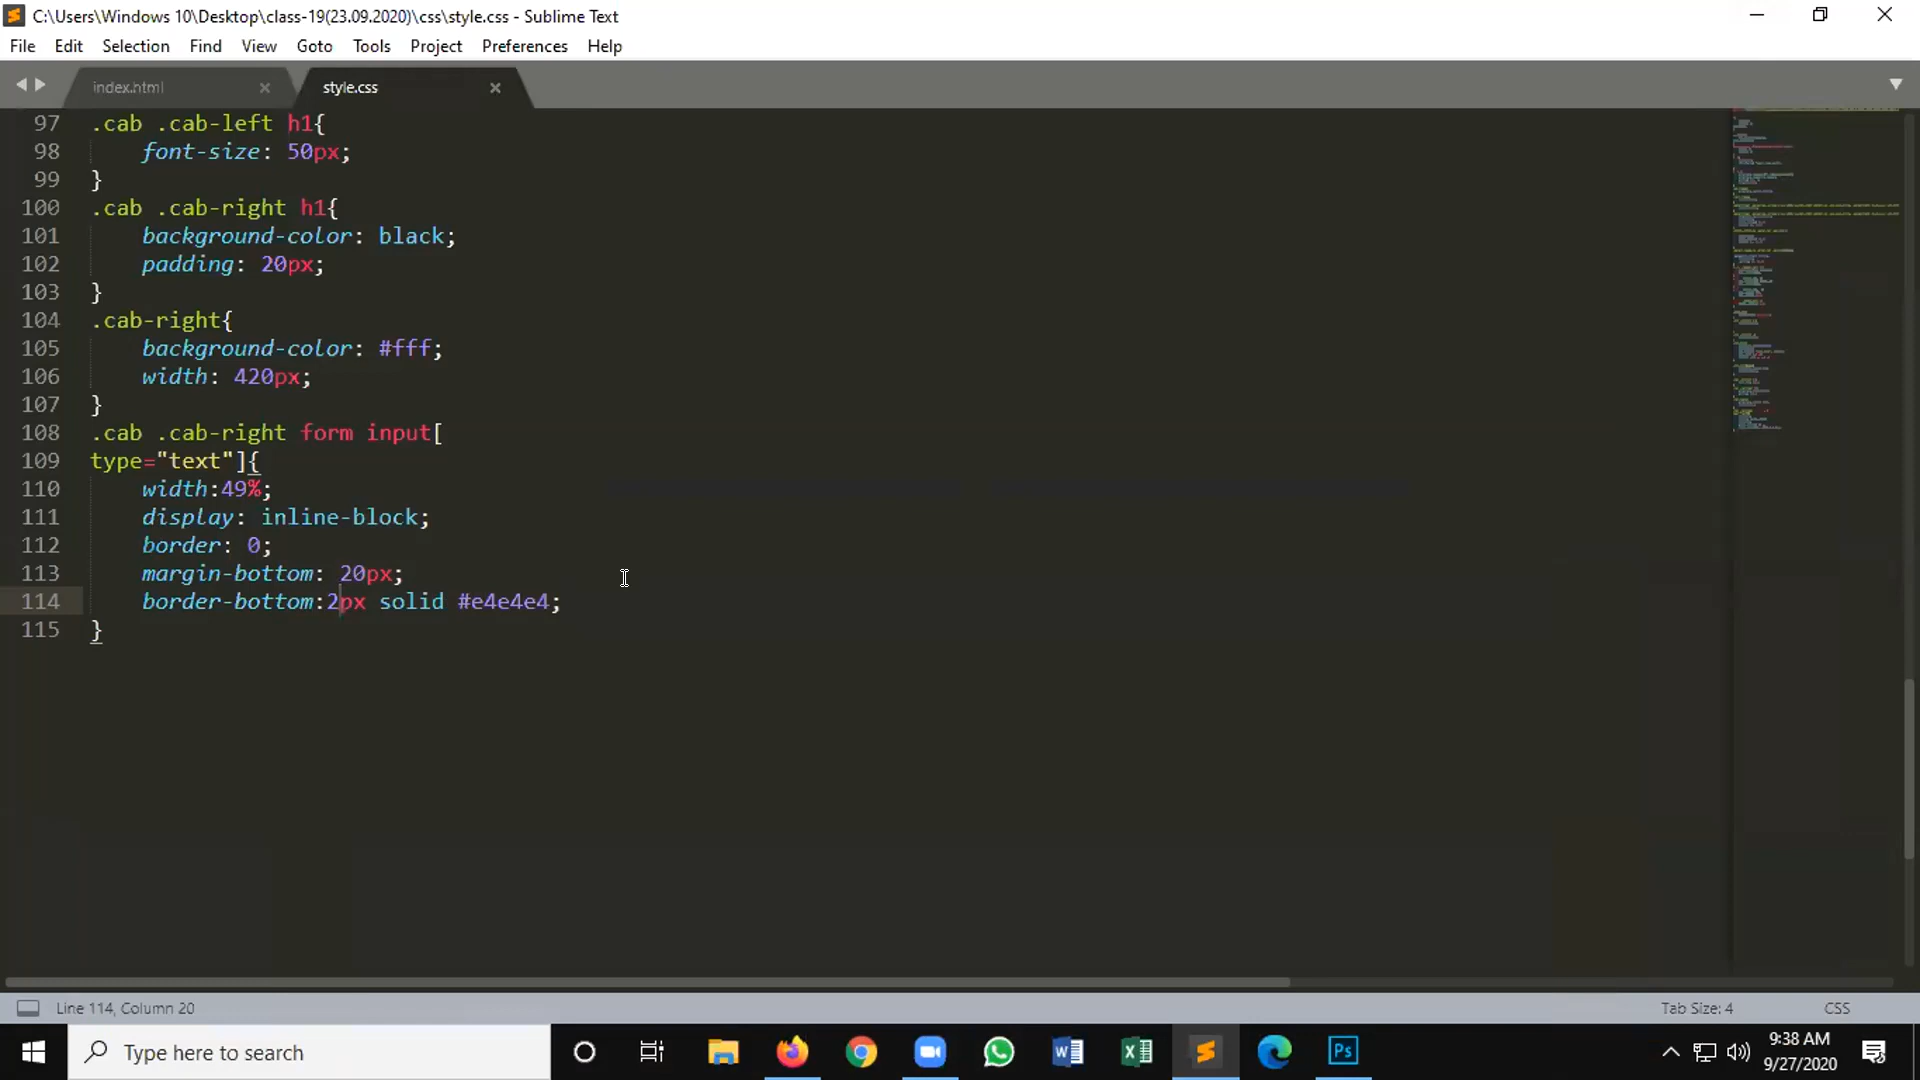 C:\Users\Windows 10\Desktop\class-19(23.09.2020)\css\style.css - Sublime Text
File Edit Selection Find View Goto Tools Project Preferences Help
index.html × style.css ×
97 .cab .cab-left h1{
98 font-size: 50px;
99 }
100 .cab .cab-right h1{
101 background-color: black;
102 padding: 20px;
103 }
104 .cab-right{
105 background-color: #fff;
106 width: 420px;
107 }
108 .cab .cab-right form input[
109 type="text"]{
110 width:49%;
111 display: inline-block;
112 border: 0;
113 margin-bottom: 20px;
114 border-bottom:2px solid #e4e4e4;
115 }
Line 114, Column 20 Tab Size: 4 CSS
Type here to search
Ps
9:38 AM
9/27/2020